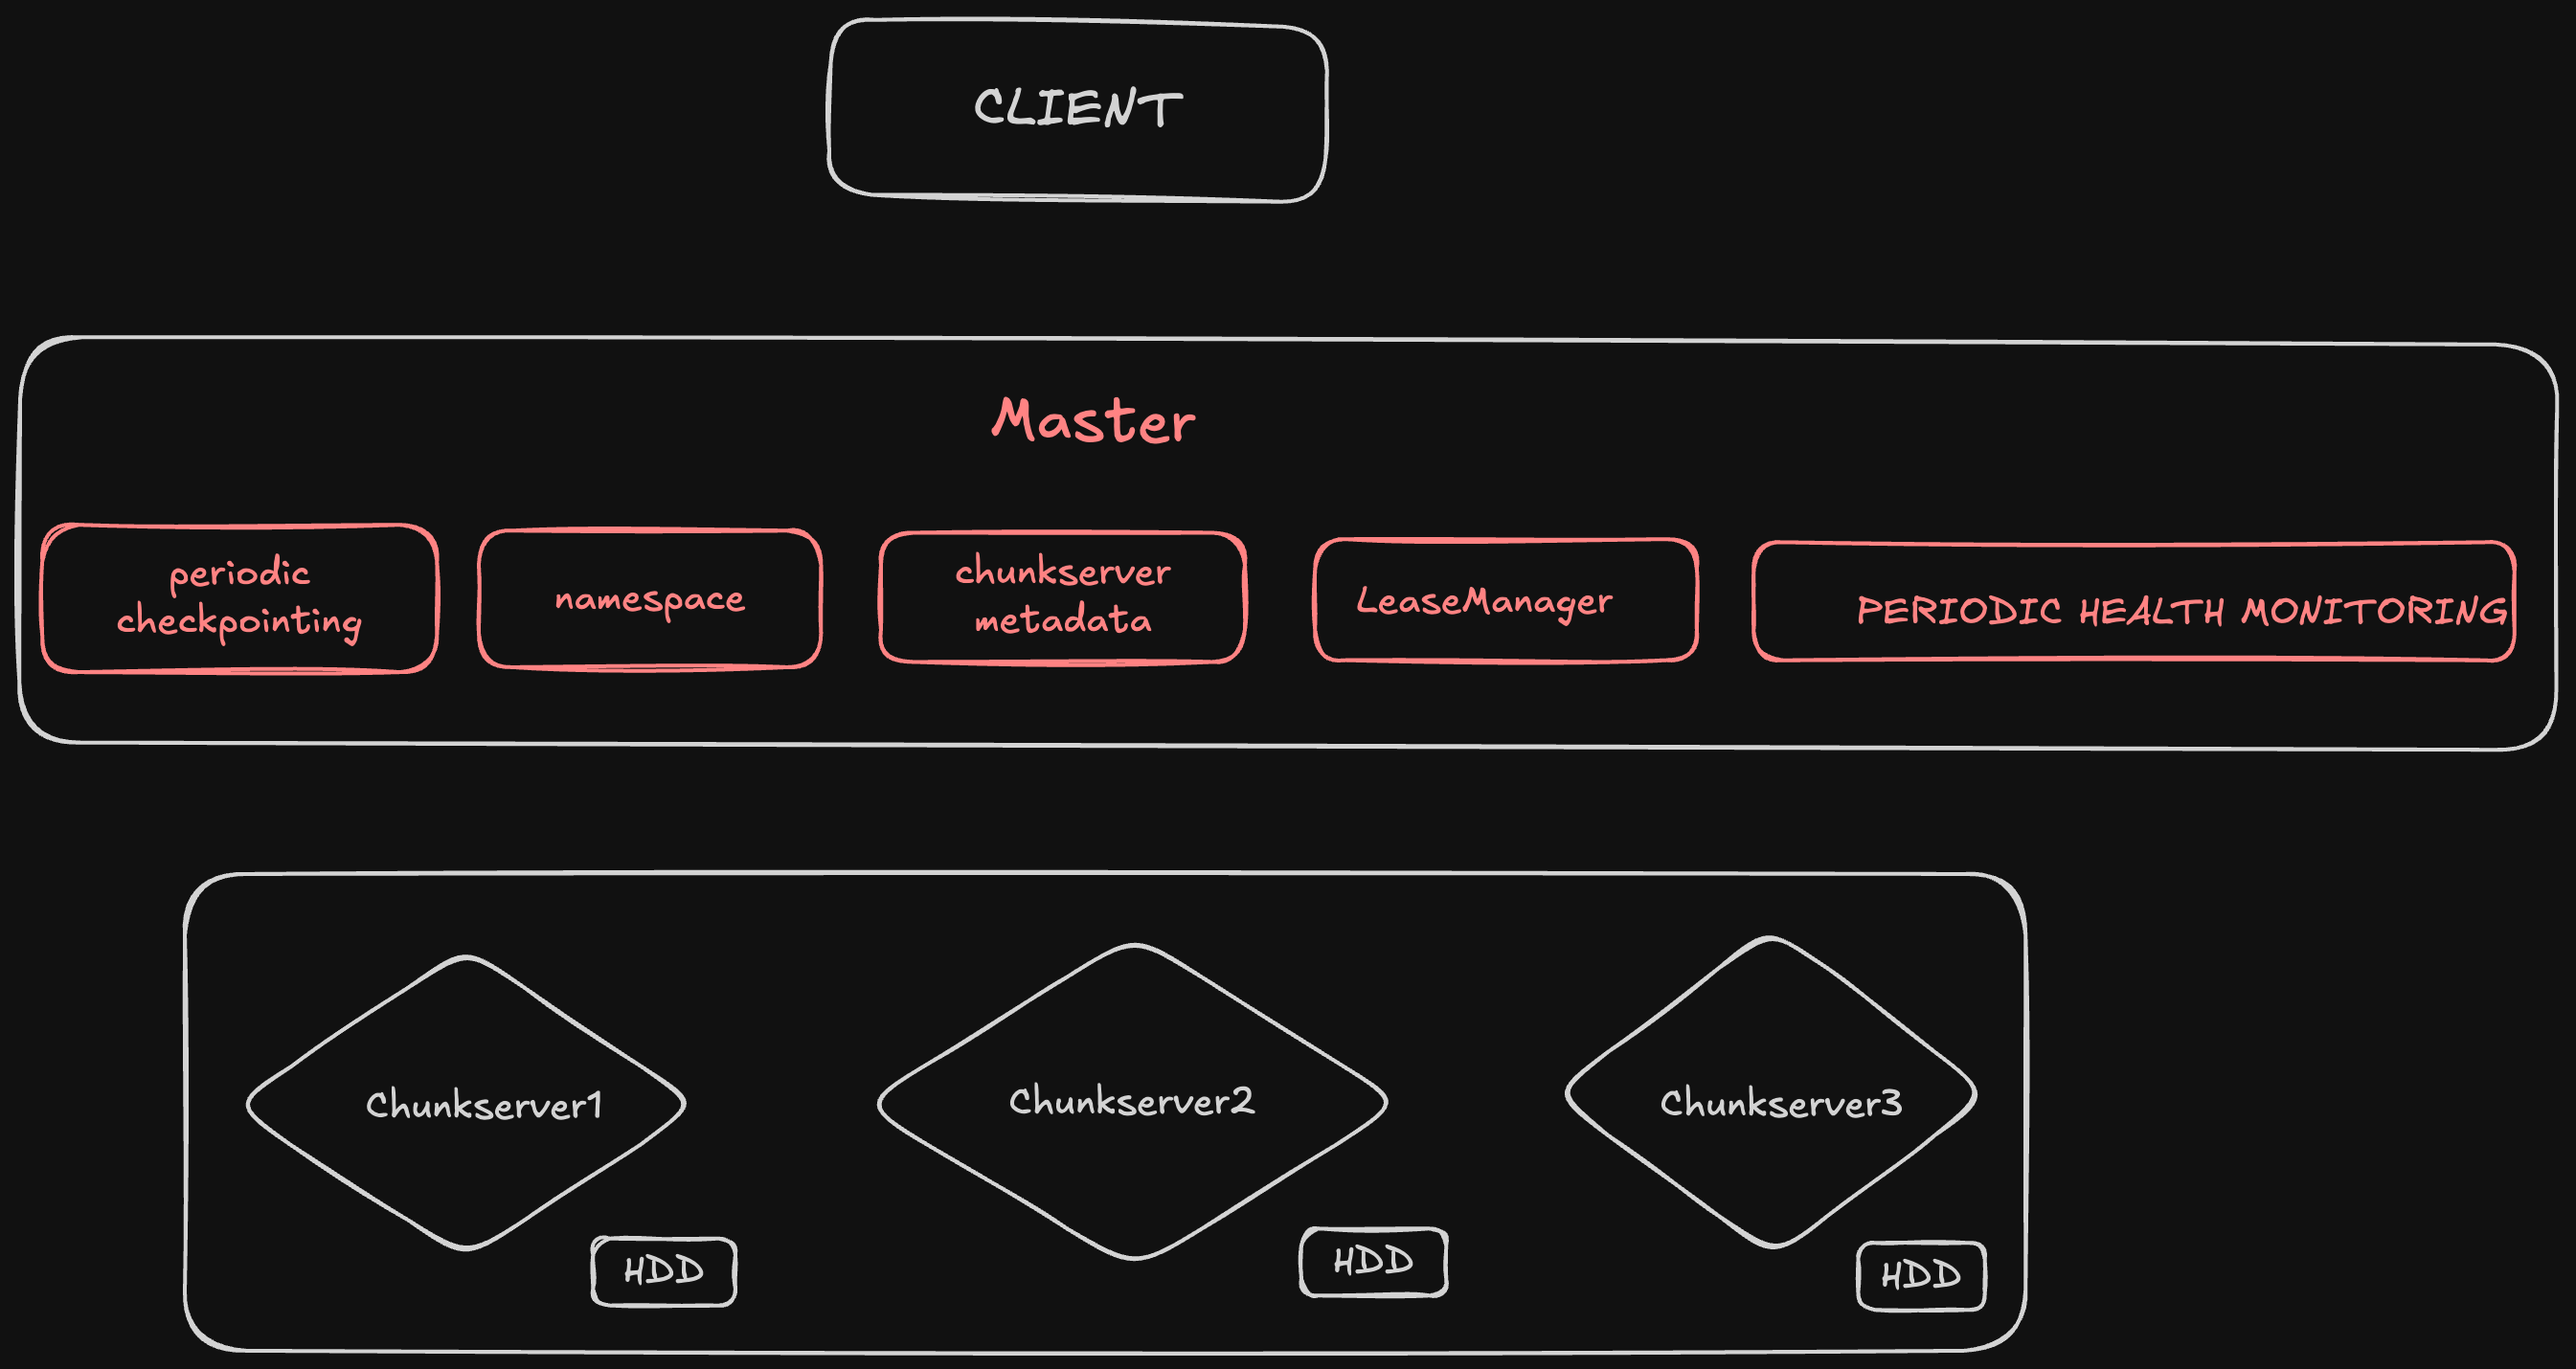 CLIENT
Master
periodic
checkpointing
namespace
chunkserver
metadata
LeaseManager
PERIODIC HEALTH MONITORING
Chunkserver1
Chunkserver2
Chunkserver3
HDD
HDD
HDD